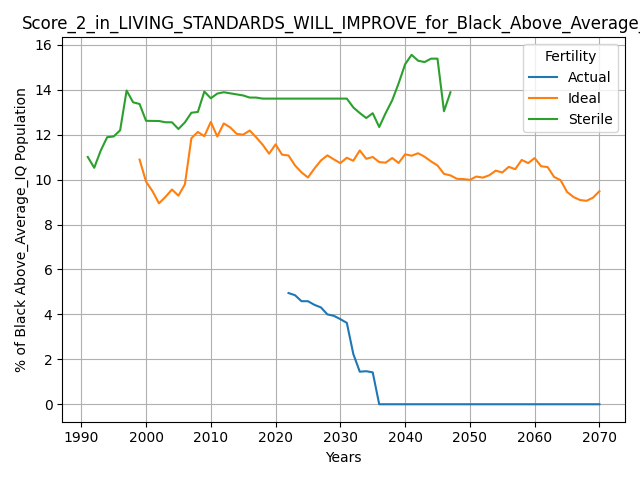 Score_2_in_LIVING_STANDARDS_WILL_IMPROVE_for_Black_Above_Average_
16
14
12
10
8
6
4
2
0
% of Black Above_Average_IQ Population
Fertility
Actual
Ideal
Sterile
1990 2000 2010 2020 2030 2040 2050 2060 2070
Years